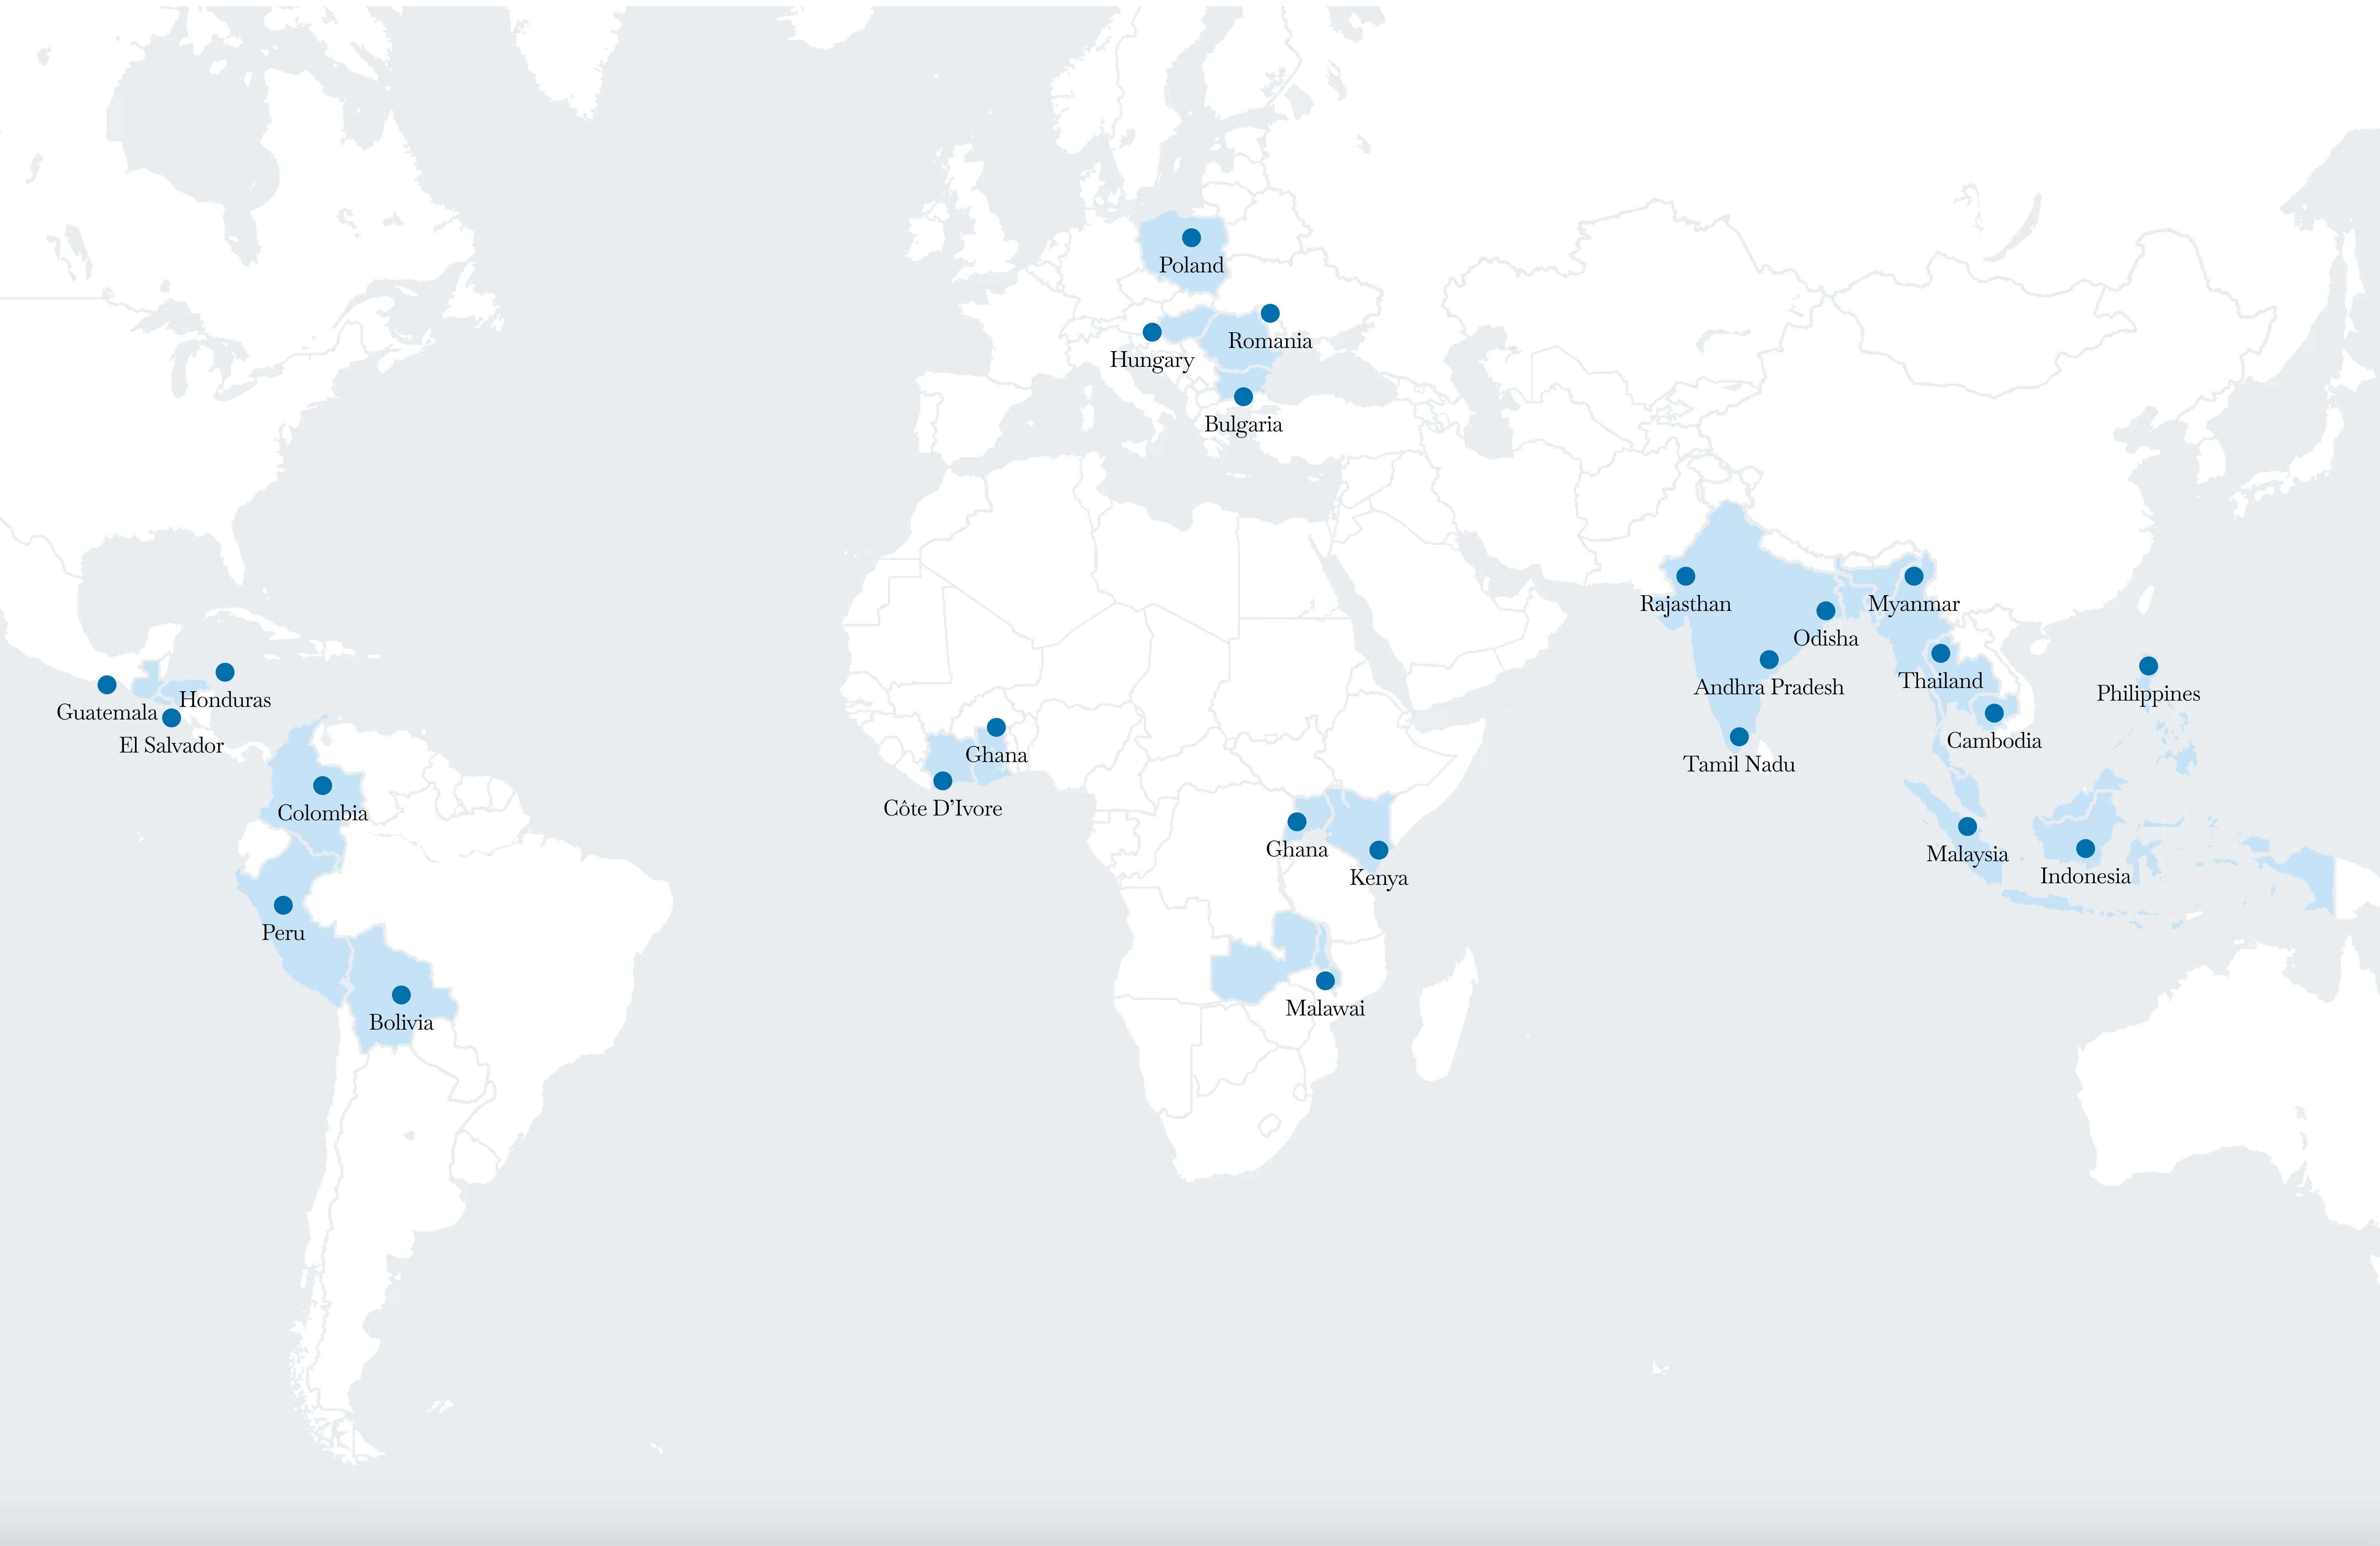 Poland
Romania
Hungary
Bulgaria
Rajasthan
Myanmar
Odisha
Honduras
Guatemala
Andhra Pradesh
Thailand
Philippines
El Salvador
Ghana
Cambodia
Tamil Nadu
Colombia
Côte D’Ivore
Ghana
Malaysia
Kenya
Indonesia
Peru
Malawai
Bolivia